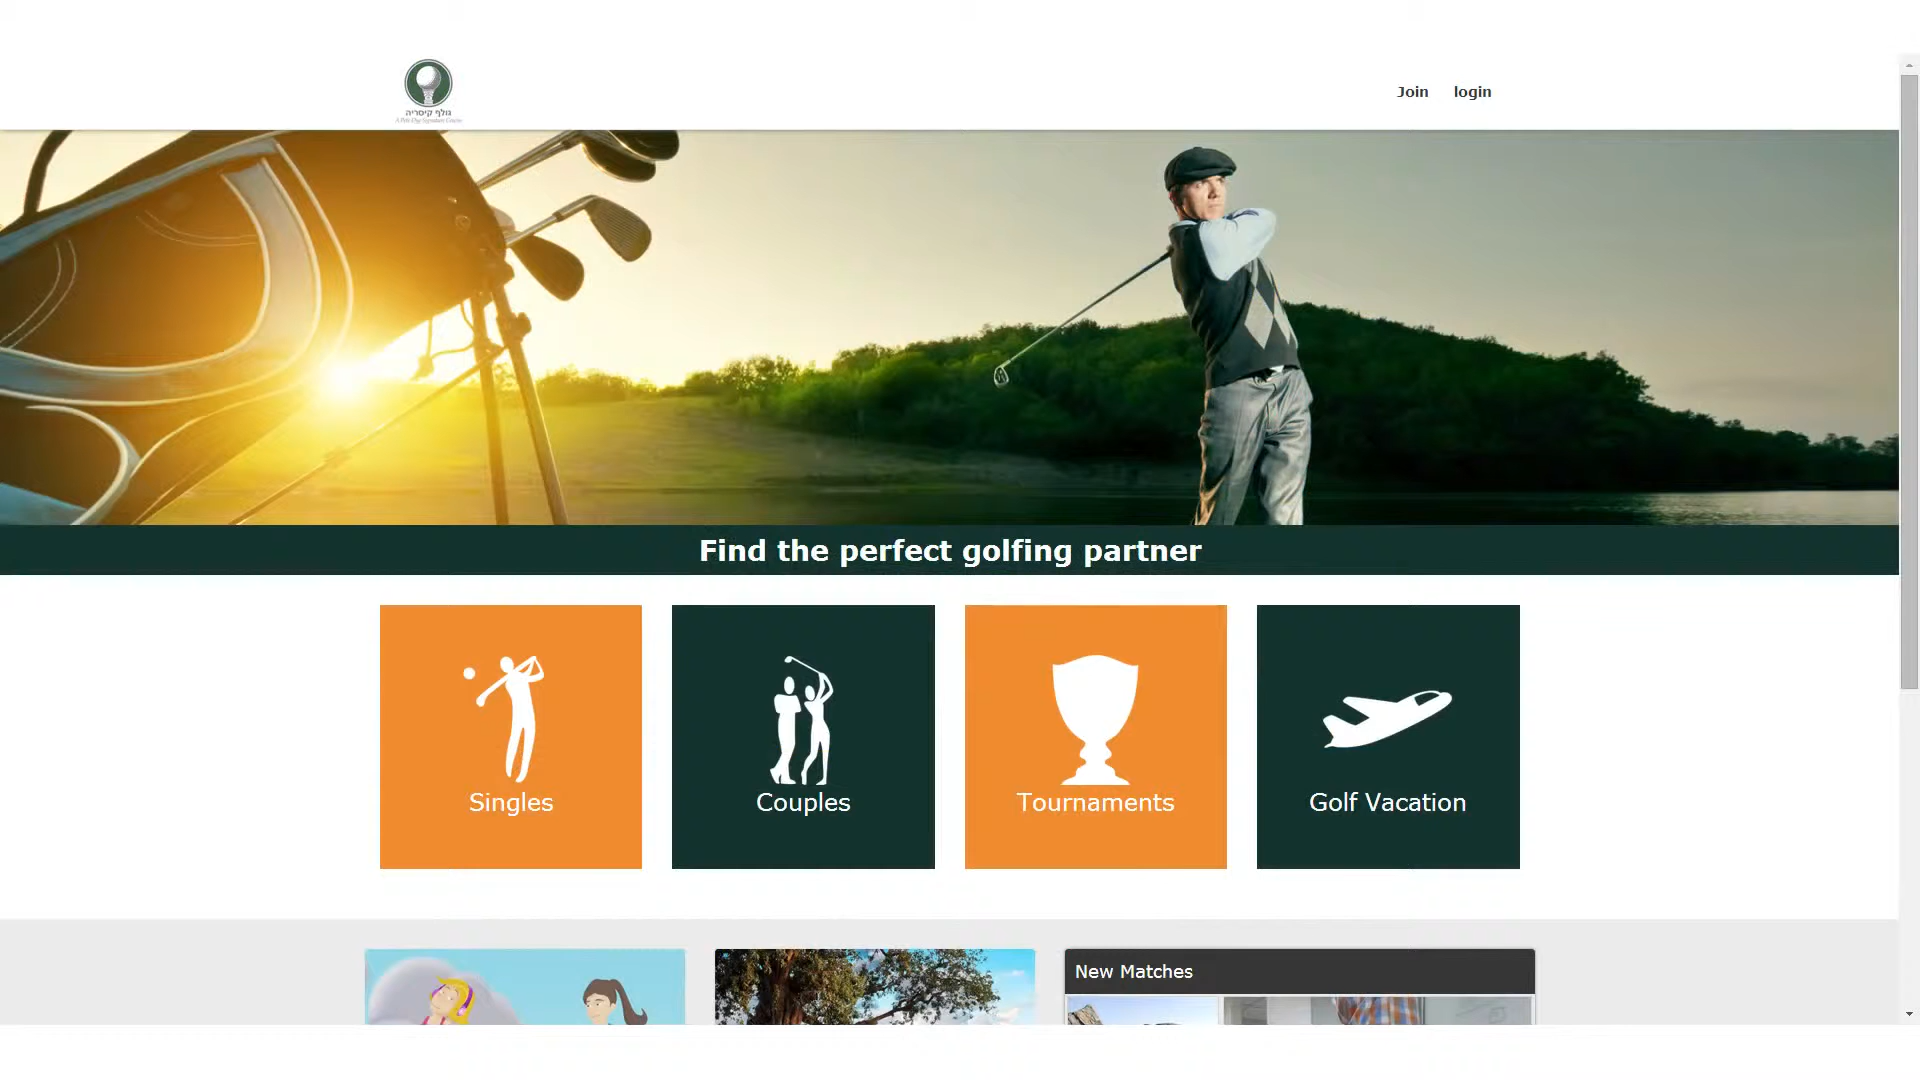 גולף קיסריה
Join
login
Find the perfect golfing partner
Singles
Couples
Tournaments
Golf Vacation
New Matches